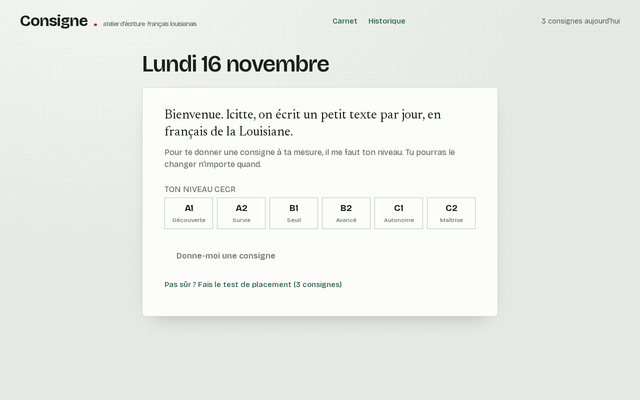 Consigne
atelier d'écriture · français louisianais
Carnet
Historique
3 consignes aujourd'hui
Lundi 16 novembre
Bienvenue. Icitte, on écrit un petit texte par jour, en
français de la Louisiane.
Pour te donner une consigne à ta mesure, il me faut ton niveau. Tu pourras le
changer n'importe quand.
TON NIVEAU CECR
A1
Découverte
A2
Survie
B1
Seuil
B2
Avancé
C1
Autonome
C2
Maîtrise
Donne-moi une consigne
Pas sûr ? Fais le test de placement (3 consignes)